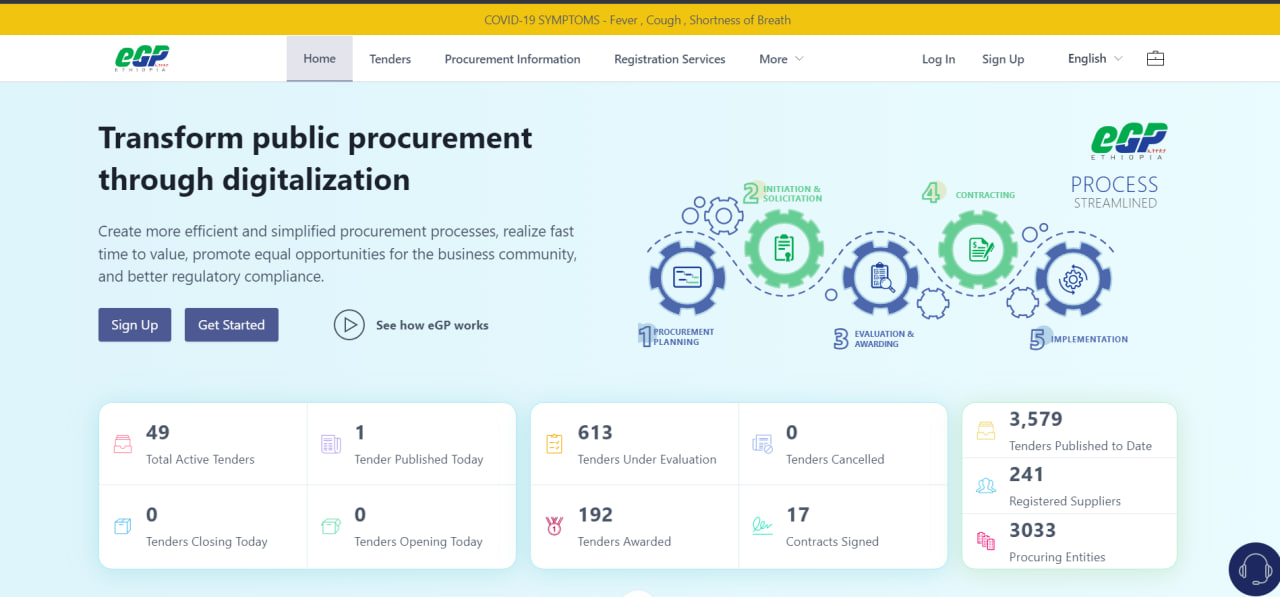 COVID-19 SYMPTOMS - Fever , Cough , Shortness of Breath
eGP
ETHIOPIA
Home
Tenders
Procurement Information
Registration Services
More
Log In
Sign Up
English
Transform public procurement
through digitalization
Create more efficient and simplified procurement processes, realize fast
time to value, promote equal opportunities for the business community,
and better regulatory compliance.
Sign Up
Get Started
See how eGP works
eGP
ETHIOPIA
PROCESS
STREAMLINED
1 PROCUREMENT
PLANNING
2 INITIATION &
SOLICITATION
3 EVALUATION &
AWARDING
4 CONTRACTING
5 IMPLEMENTATION
49
Total Active Tenders
1
Tender Published Today
0
Tenders Closing Today
0
Tenders Opening Today
613
Tenders Under Evaluation
0
Tenders Cancelled
192
Tenders Awarded
17
Contracts Signed
3,579
Tenders Published to Date
241
Registered Suppliers
3033
Procuring Entities